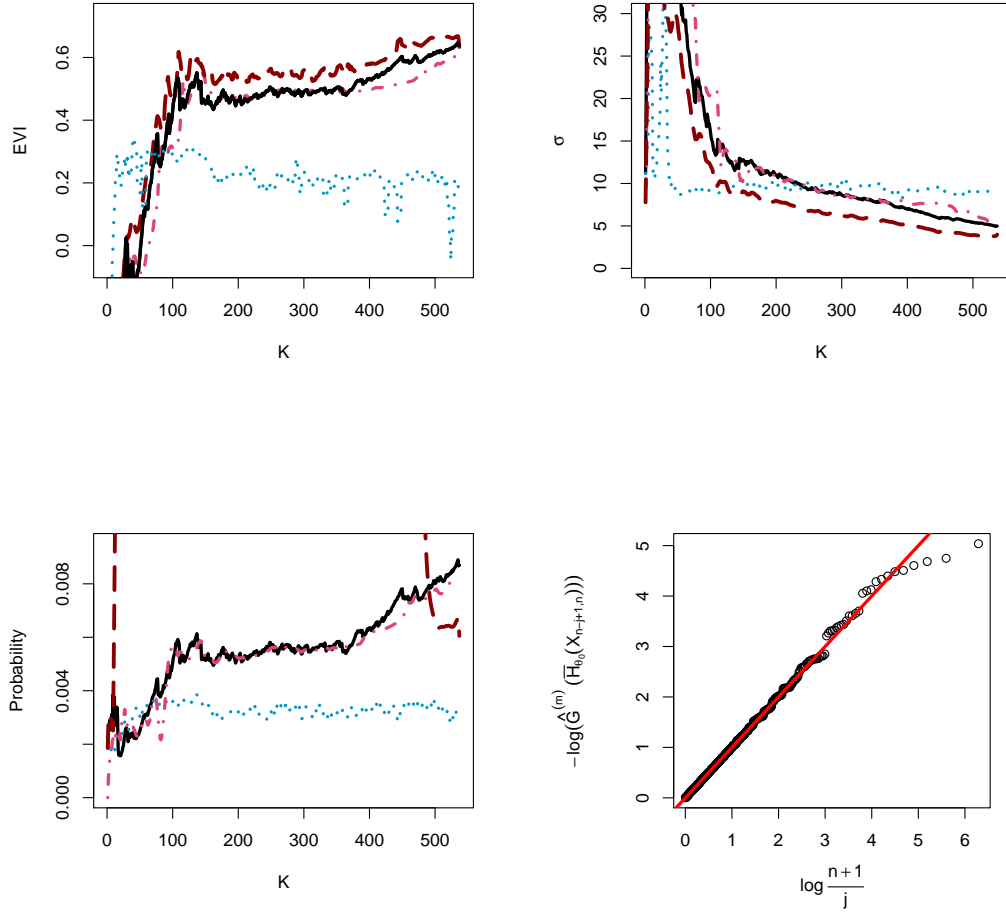 EVI
0.0 0.2 0.4 0.6
0 100 200 300 400 500
K
σ
0 5 10 15 20 25 30
0 100 200 300 400 500
K
Probability
0.000 0.004 0.008
0 100 200 300 400 500
K
−log(Ĝ^(m) (H̅_θ₀(X_{n−j+1,n})))
0 1 2 3 4 5
0 1 2 3 4 5 6
log (n + 1)/j